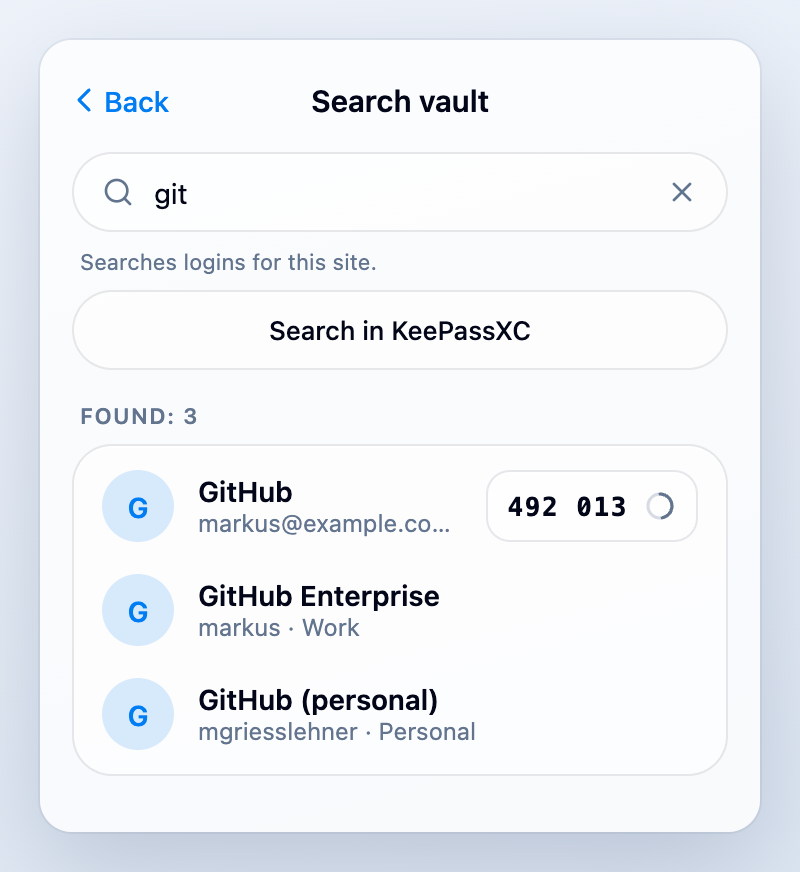 Back
Search vault
git
Searches logins for this site.
Search in KeePassXC
FOUND: 3
G
GitHub
markus@example.co...
492 013
G
GitHub Enterprise
markus · Work
G
GitHub (personal)
mgriesslehner · Personal